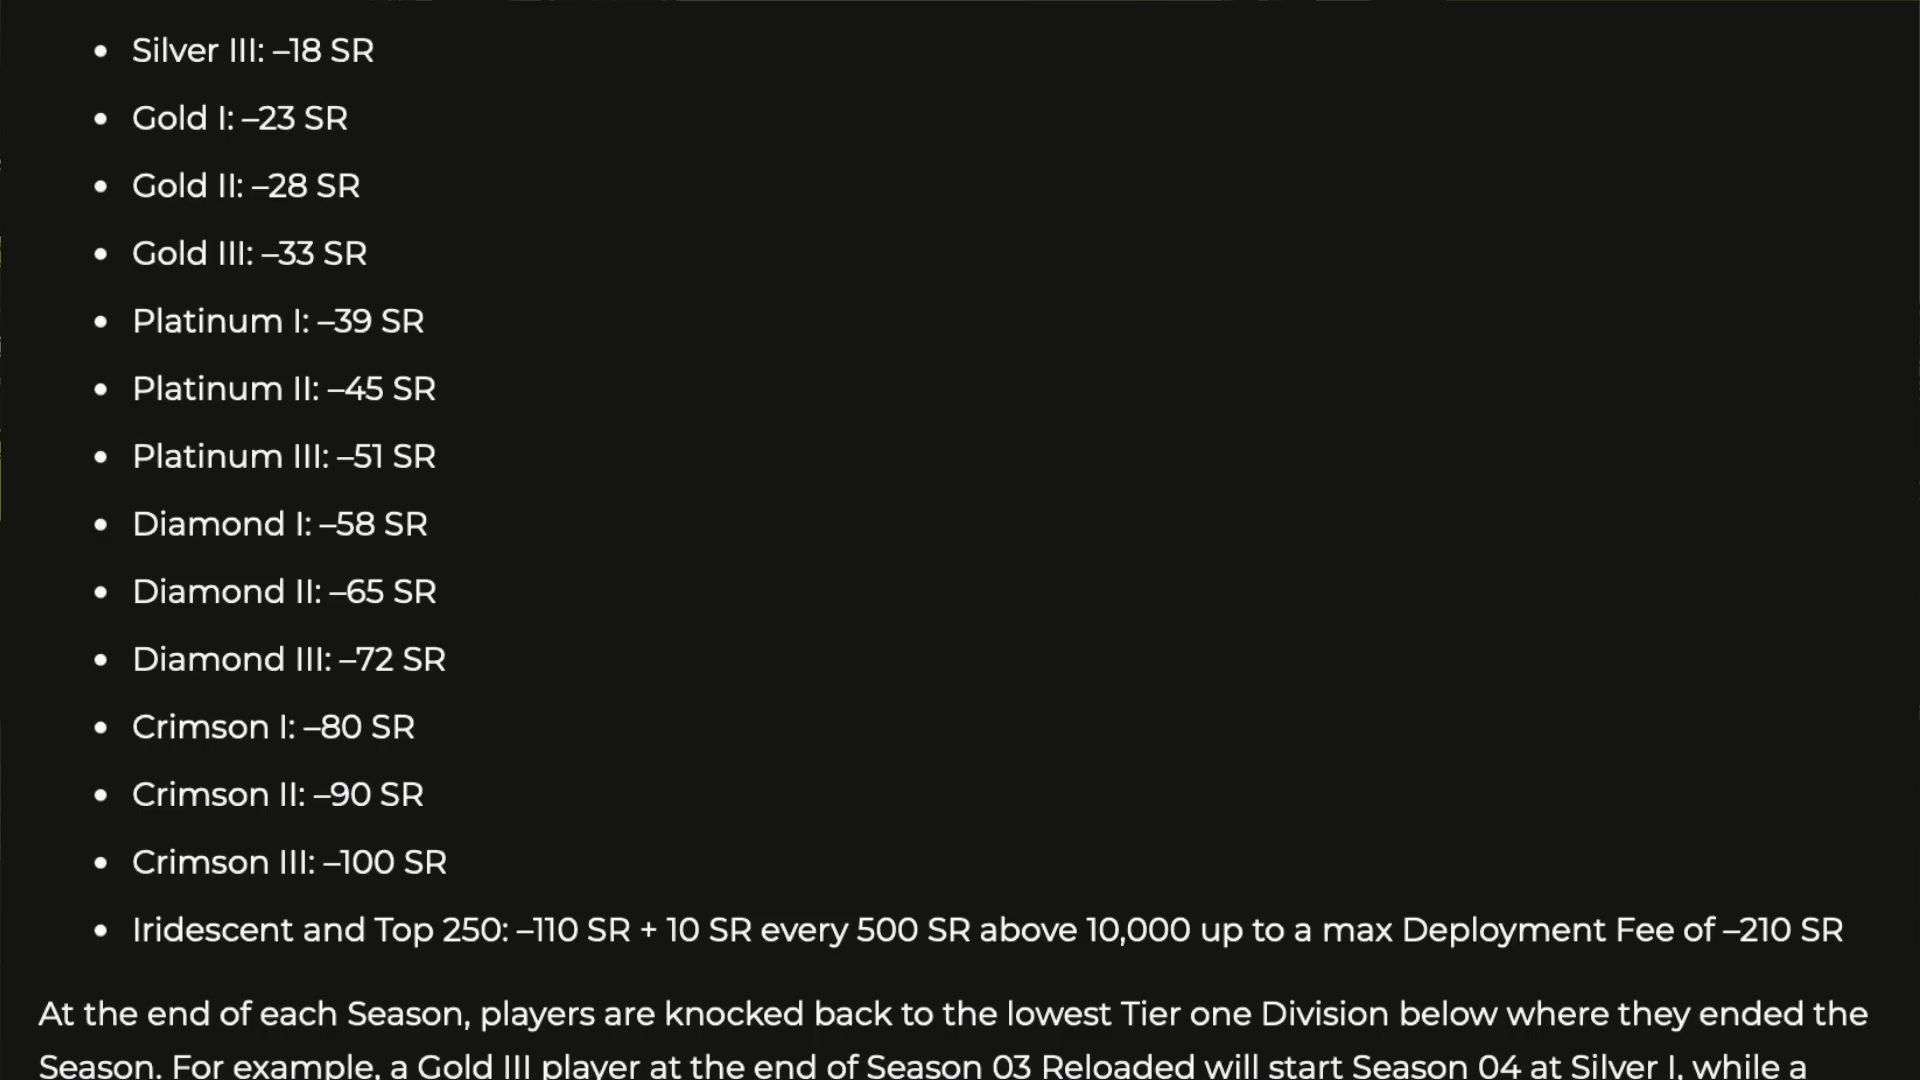 Silver III: –18 SR
Gold I: –23 SR
Gold II: –28 SR
Gold III: –33 SR
Platinum I: –39 SR
Platinum II: –45 SR
Platinum III: –51 SR
Diamond I: –58 SR
Diamond II: –65 SR
Diamond III: –72 SR
Crimson I: –80 SR
Crimson II: –90 SR
Crimson III: –100 SR
Iridescent and Top 250: –110 SR + 10 SR every 500 SR above 10,000 up to a max Deployment Fee of –210 SR
At the end of each Season, players are knocked back to the lowest Tier one Division below where they ended the
Season. For example, a Gold III player at the end of Season 03 Reloaded will start Season 04 at Silver I, while a